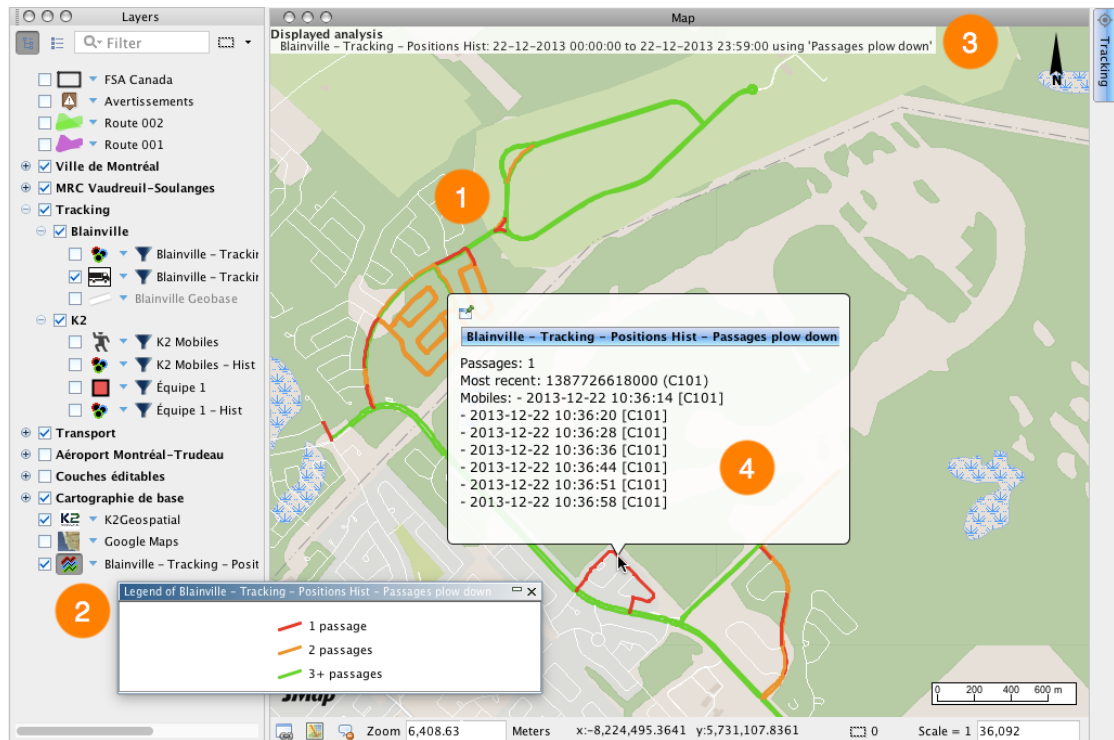 Layers
Filter
FSA Canada
Avertissements
Route 002
Route 001
Ville de Montréal
MRC Vaudreuil-Soulanges
Tracking
Blainville
Blainville - Trackin
Blainville - Trackin
Blainville Geobase
K2
K2 Mobiles
K2 Mobiles - Hist
Équipe 1
Équipe 1 - Hist
Transport
Aéroport Montréal-Trudeau
Couches éditables
Cartographie de base
K2 K2Geospatial
Google Maps
Blainville - Tracking - Posit
2
Map
Displayed analysis
Blainville - Tracking - Positions Hist: 22-12-2013 00:00:00 to 22-12-2013 23:59:00 using 'Passages plow down'
3
N
Tracking
1
Blainville - Tracking - Positions Hist - Passages plow down
Passages: 1
Most recent: 1387726618000 (C101)
Mobiles: - 2013-12-22 10:36:14 [C101]
- 2013-12-22 10:36:20 [C101]
- 2013-12-22 10:36:28 [C101]
- 2013-12-22 10:36:36 [C101]
- 2013-12-22 10:36:44 [C101]
- 2013-12-22 10:36:51 [C101]
- 2013-12-22 10:36:58 [C101]
4
Legend of Blainville - Tracking - Positions Hist - Passages plow down
1 passage
2 passages
3+ passages
0 200 400 600 m
Zoom 6,408.63 Meters x:-8,224,495.3641 y:5,731,107.8361 0 Scale = 1 36,092